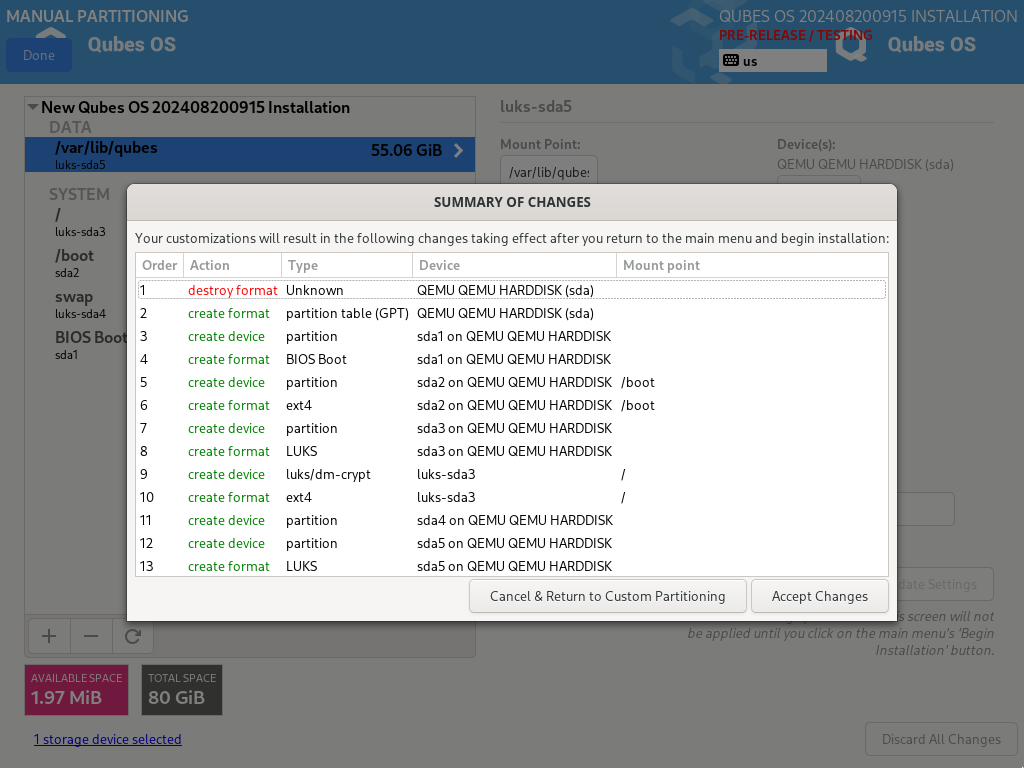 MANUAL PARTITIONING
Qubes OS
Done
QUBES OS 202408200915 INSTALLATION
PRE-RELEASE / TESTING
Qubes OS
us
New Qubes OS 202408200915 Installation
DATA
/var/lib/qubes
55.06 GiB
luks-sda5
SYSTEM
/
luks-sda3
/boot
sda2
swap
luks-sda4
BIOS Boot
sda1
luks-sda5
Mount Point:
Device(s):
/var/lib/qubes
QEMU QEMU HARDDISK (sda)
SUMMARY OF CHANGES
Your customizations will result in the following changes taking effect after you return to the main menu and begin installation:
Order Action Type Device Mount point
1 destroy format Unknown QEMU QEMU HARDDISK (sda)
2 create format partition table (GPT) QEMU QEMU HARDDISK (sda)
3 create device partition sda1 on QEMU QEMU HARDDISK
4 create format BIOS Boot sda1 on QEMU QEMU HARDDISK
5 create device partition sda2 on QEMU QEMU HARDDISK /boot
6 create format ext4 sda2 on QEMU QEMU HARDDISK /boot
7 create device partition sda3 on QEMU QEMU HARDDISK
8 create format LUKS sda3 on QEMU QEMU HARDDISK
9 create device luks/dm-crypt luks-sda3 /
10 create format ext4 luks-sda3 /
11 create device partition sda4 on QEMU QEMU HARDDISK
12 create device partition sda5 on QEMU QEMU HARDDISK
13 create format LUKS sda5 on QEMU QEMU HARDDISK
Cancel & Return to Custom Partitioning
Accept Changes
date Settings
s screen will not
be applied until you click on the main menu's 'Begin
Installation' button.
AVAILABLE SPACE
1.97 MiB
TOTAL SPACE
80 GiB
1 storage device selected
Discard All Changes